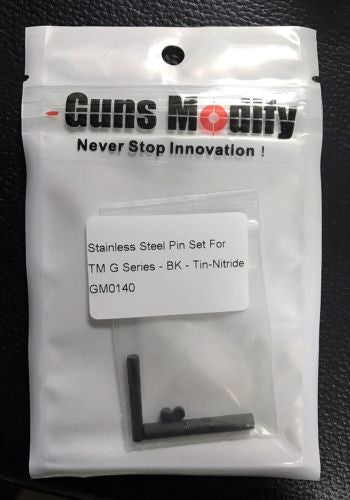 Guns Modify
Never Stop Innovation !
Stainless Steel Pin Set For
TM G Series - BK - Tin-Nitride
GM0140